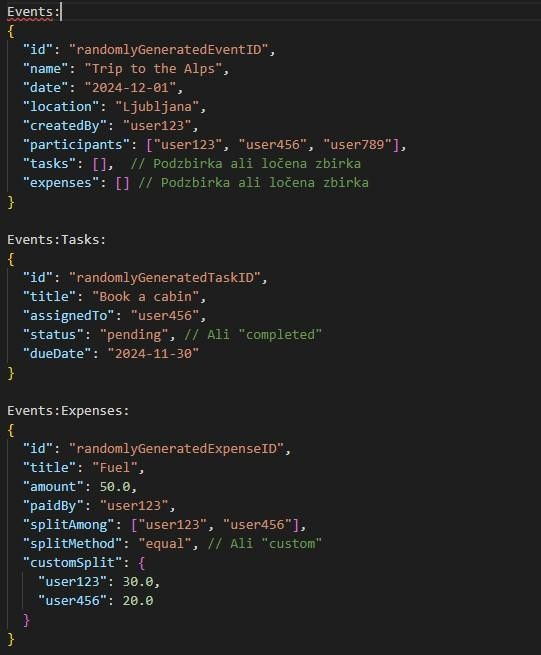 Events:
{
"id": "randomlyGeneratedEventID",
"name": "Trip to the Alps",
"date": "2024-12-01",
"location": "Ljubljana",
"createdBy": "user123",
"participants": ["user123", "user456", "user789"],
"tasks": [],  // Podzbirka ali ločena zbirka
"expenses": [] // Podzbirka ali ločena zbirka
}
Events:Tasks:
{
"id": "randomlyGeneratedTaskID",
"title": "Book a cabin",
"assignedTo": "user456",
"status": "pending", // Ali "completed"
"dueDate": "2024-11-30"
}
Events:Expenses:
{
"id": "randomlyGeneratedExpenseID",
"title": "Fuel",
"amount": 50.0,
"paidBy": "user123",
"splitAmong": ["user123", "user456"],
"splitMethod": "equal", // Ali "custom"
"customSplit": {
"user123": 30.0,
"user456": 20.0
}
}